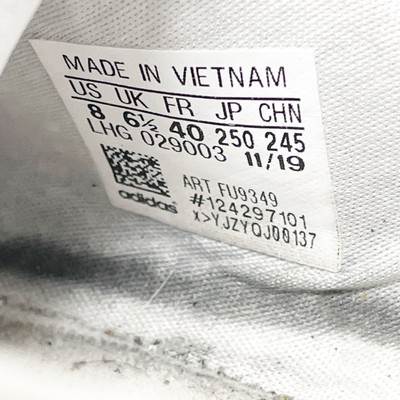 MADE IN VIETNAM
US UK FR JP CHN
8 6½ 40 250 245
LHG 029003 11/19
ART FU9349
#124297101
X>YJZYQJ00137
adidas